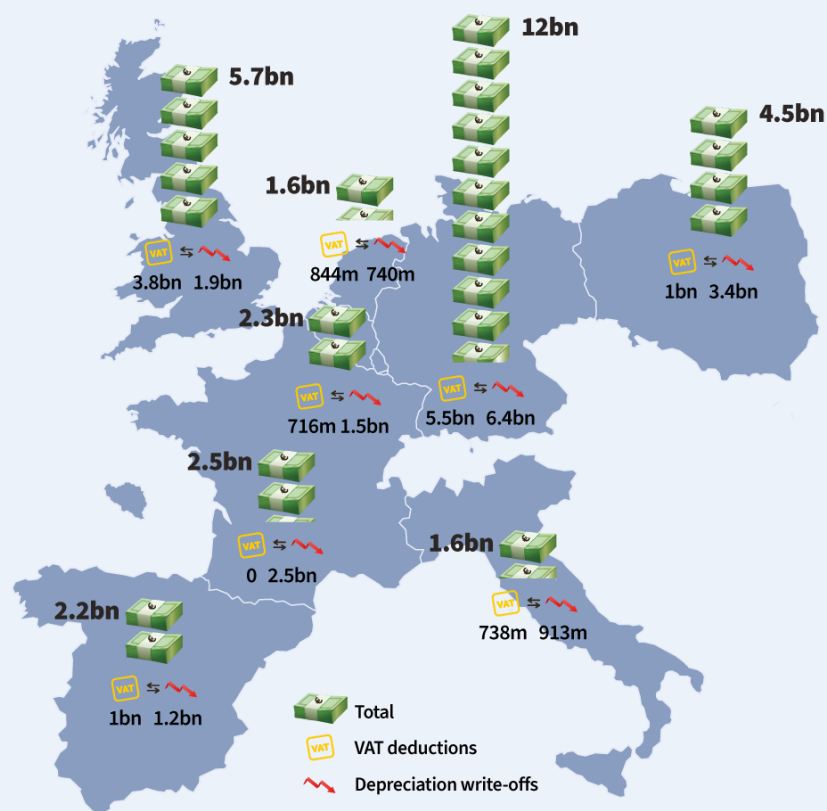 12bn
5.7bn
4.5bn
1.6bn
VAT
3.8bn 1.9bn
VAT
844m 740m
VAT
1bn 3.4bn
2.3bn
VAT
716m 1.5bn
VAT
5.5bn 6.4bn
2.5bn
VAT
0 2.5bn
1.6bn
VAT
738m 913m
2.2bn
VAT
1bn 1.2bn
Total
VAT VAT deductions
Depreciation write-offs